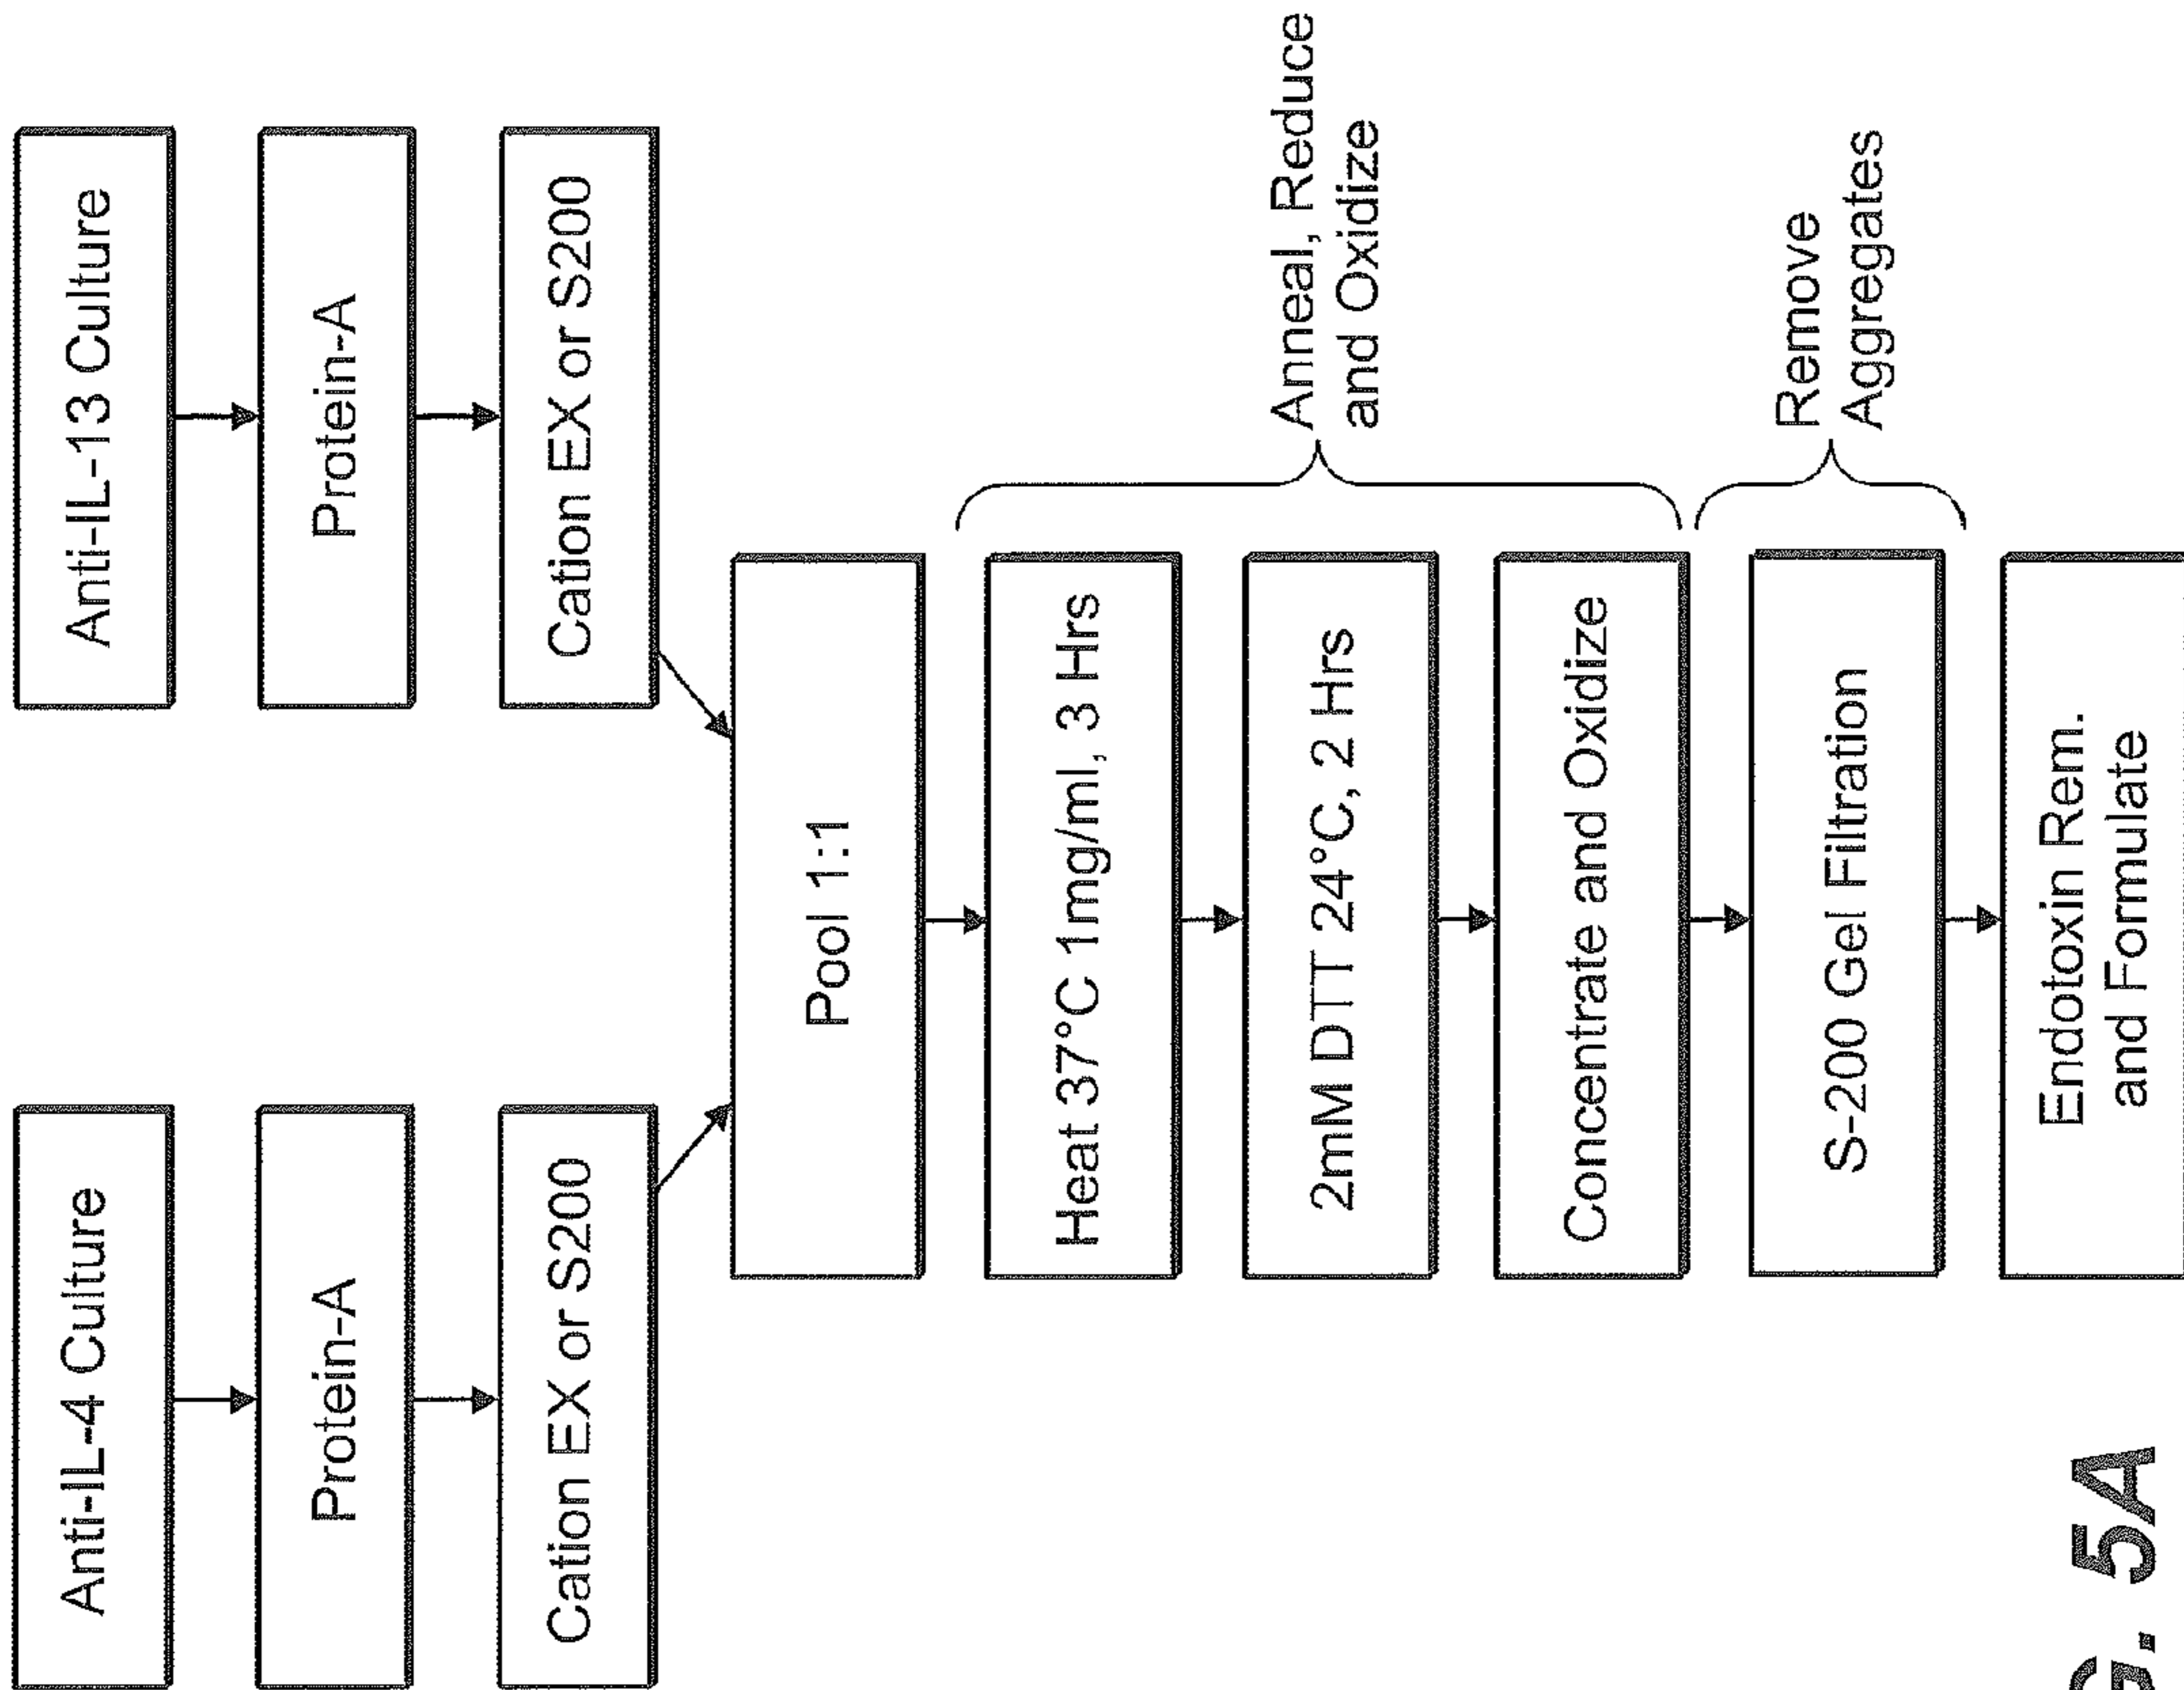 Anti-IL-4 Culture
Protein-A
Cation EX or S200
Anti-IL-13 Culture
Protein-A
Cation EX or S200
Pool 1:1
Heat 37°C 1mg/ml, 3 Hrs
2mM DTT 24°C, 2 Hrs
Concentrate and Oxidize
Anneal, Reduce
and Oxidize
S-200 Gel Filtration
Remove
Aggregates
Endotoxin Rem.
and Formulate
G. 5A